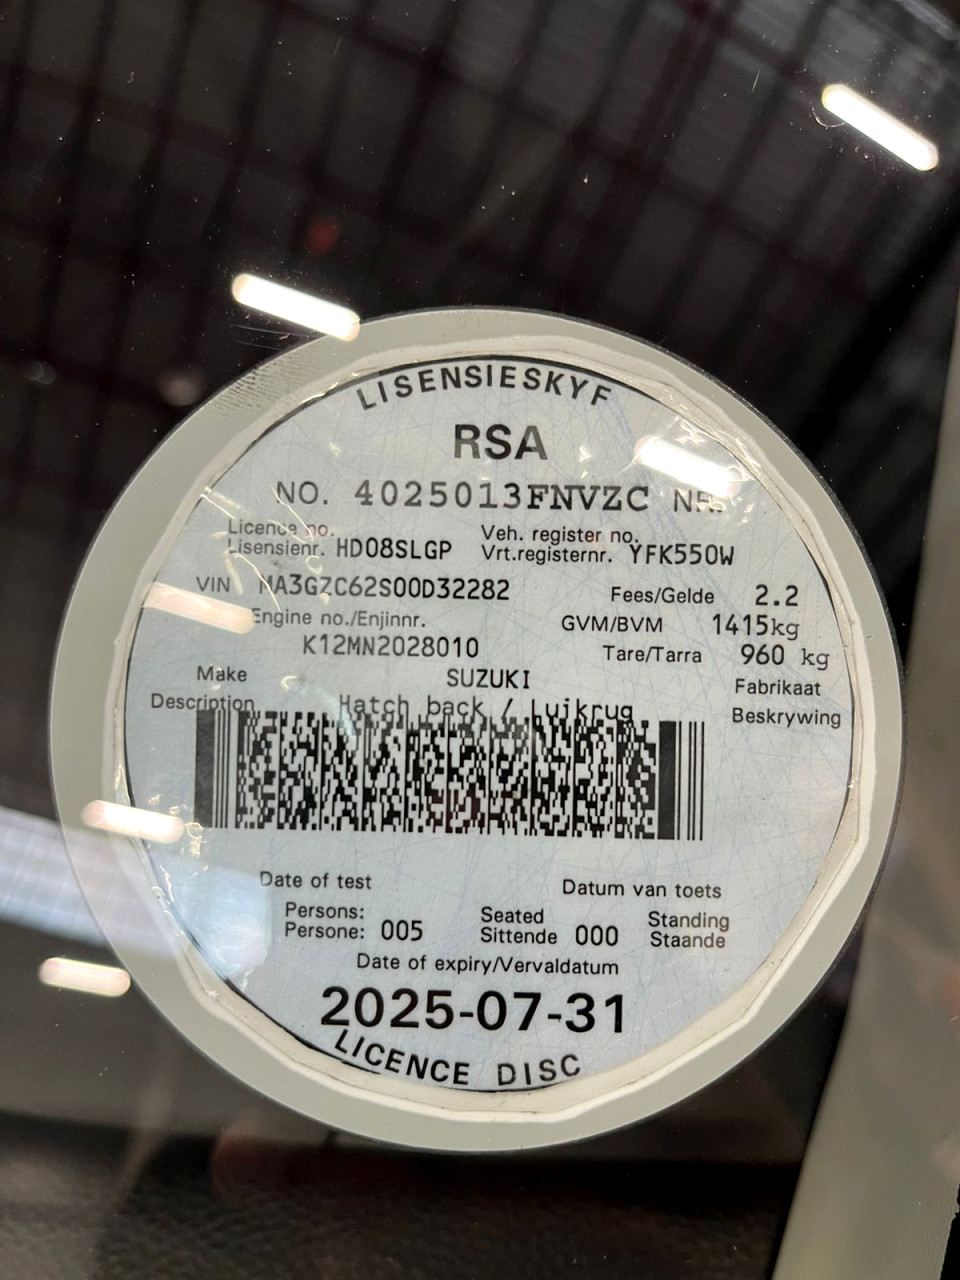 LISENSIESKYF
RSA
NO. 4025013FNVZC NR.
Licence no.
Lisensienr. HD08SLGP
Veh. register no.
Vrt.registernr. YFK550W
VIN MA3GZC62S00D32282
Fees/Gelde 2.2
Engine no./Enjinnr.
K12MN2028010
GVM/BVM 1415kg
Tare/Tarra 960 kg
Make SUZUKI Fabrikaat
Description Hatch back / Luikrug Beskrywing
Date of test Datum van toets
Persons: Seated Standing
Persone: 005 Sittende 000 Staande
Date of expiry/Vervaldatum
2025-07-31
LICENCE DISC